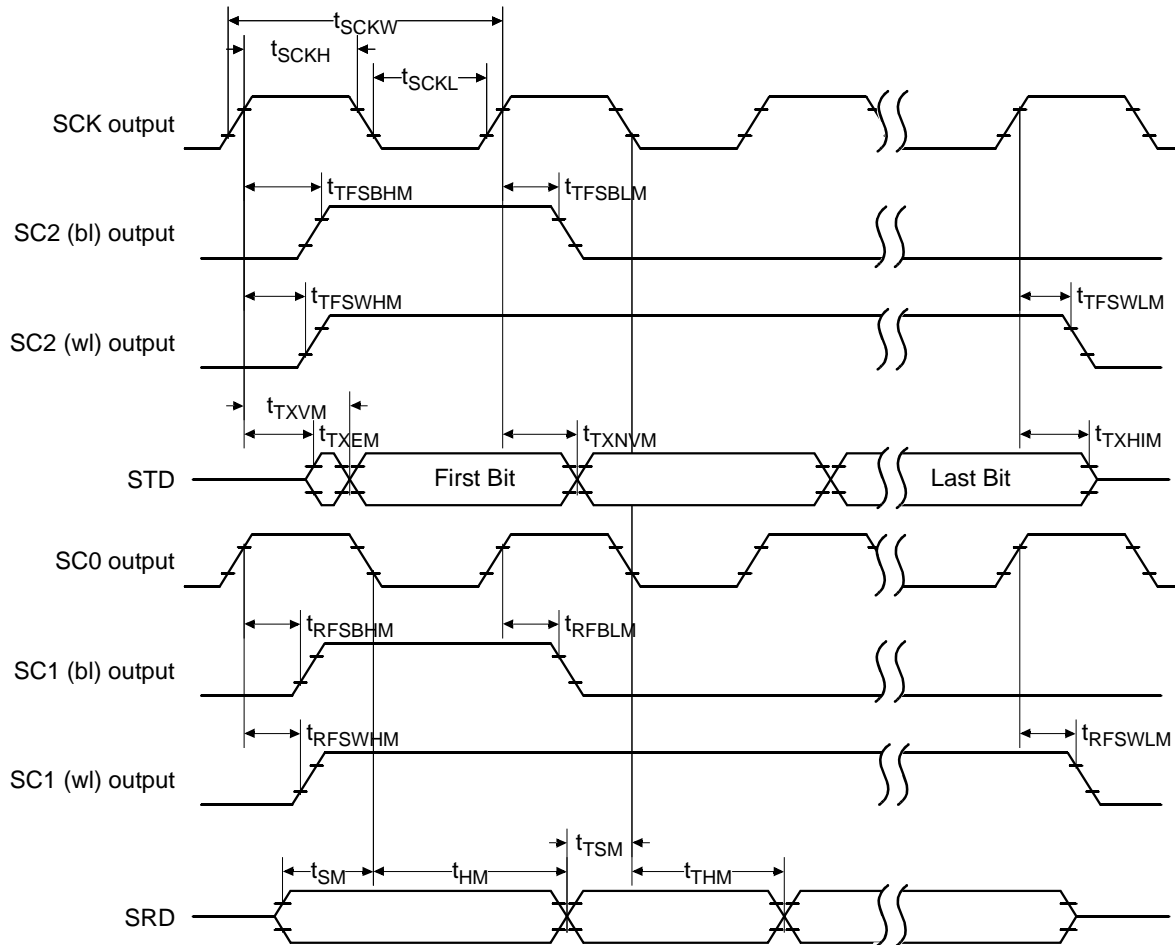 tSCKW
tSCKH
tSCKL
SCK output
tTFSBHM
tTFSBLM
SC2 (bl) output
tTFSWHM
tTFSWLM
SC2 (wl) output
tTXVM
tTXEM
tTXNVM
tTXHIM
STD
First Bit
Last Bit
SC0 output
tRFSBHM
tRFBLM
SC1 (bl) output
tRFSWHM
tRFSWLM
SC1 (wl) output
tTSM
tSM
tHM
tTHM
SRD